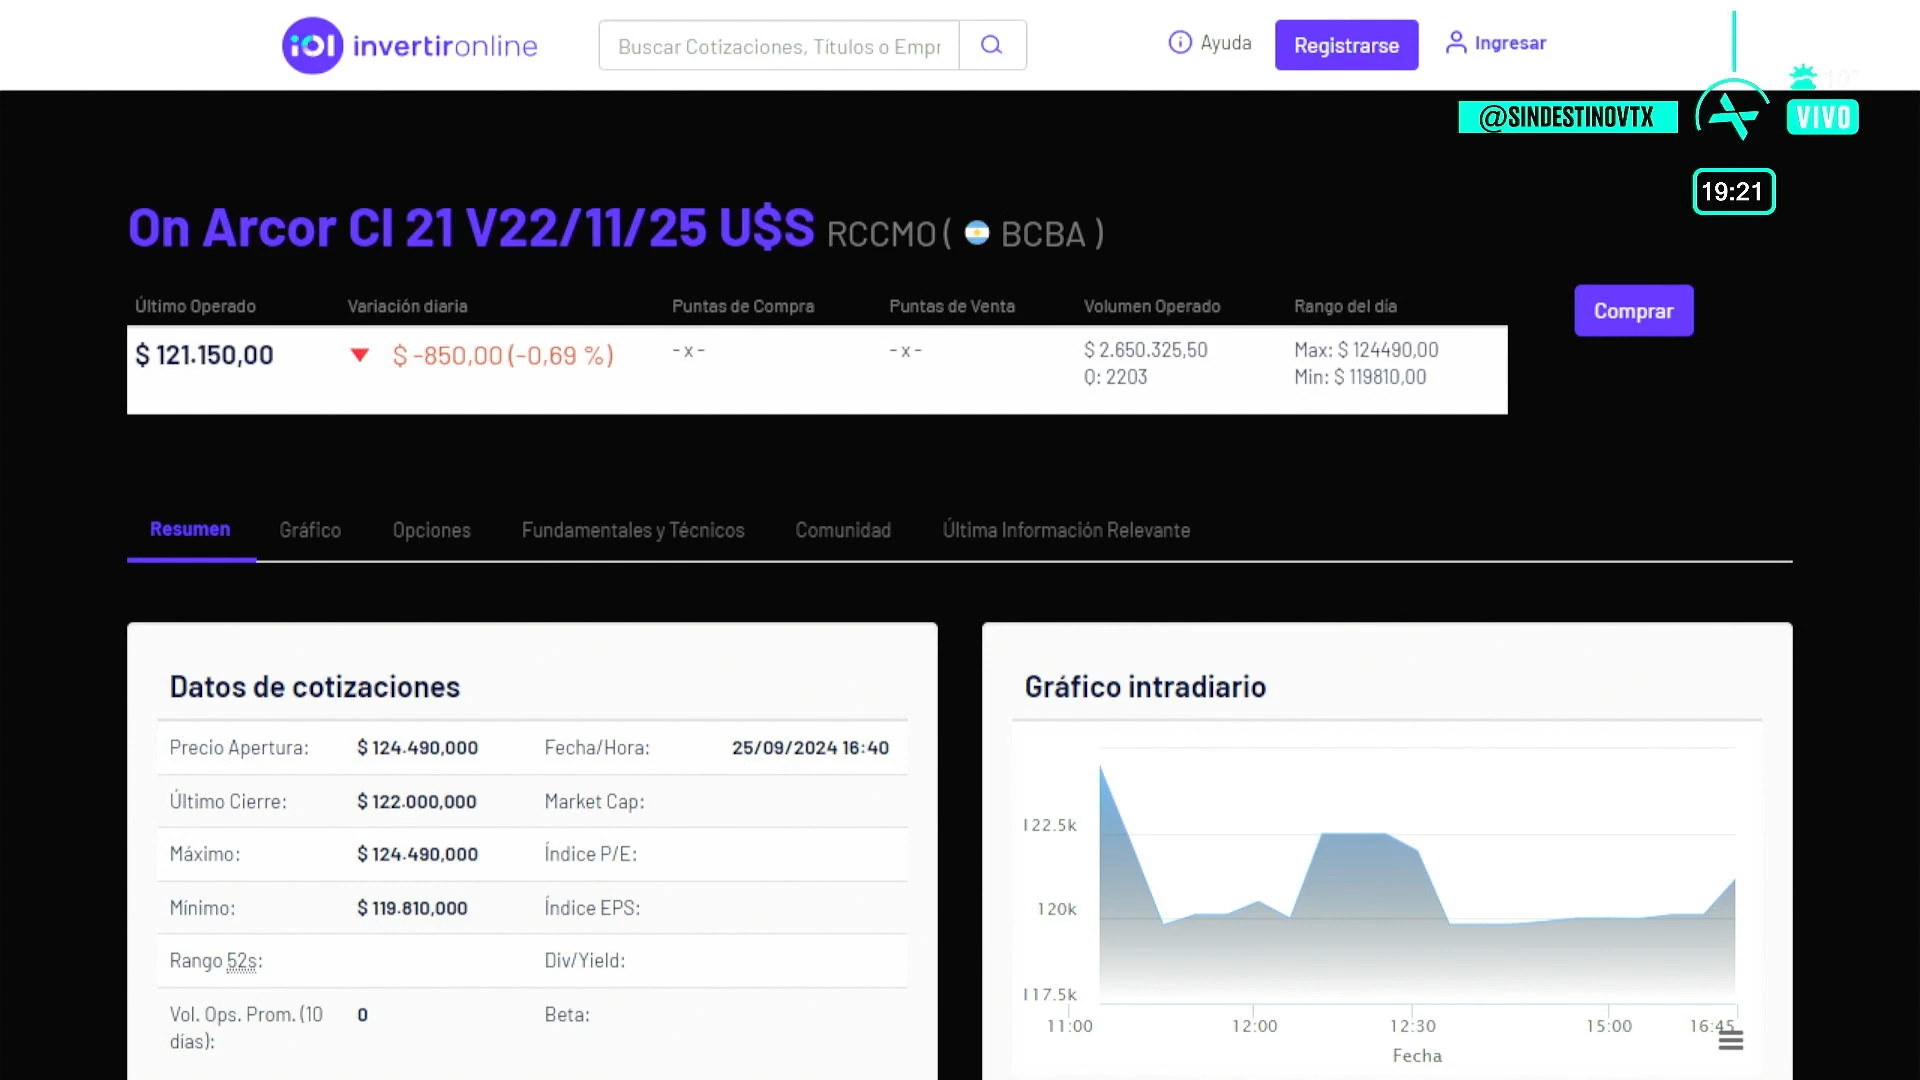 iol invertironline
Buscar Cotizaciones, Títulos o Empr
Ayuda
Registrarse
Ingresar
@SINDESTINOVTX
VIVO
19:21
On Arcor Cl 21 V22/11/25 U$S RCCMO ( BCBA )
Último Operado
Variación diaria
Puntas de Compra
Puntas de Venta
Volumen Operado
Rango del día
Comprar
$ 121.150,00
$ -850,00 (-0,69 %)
- x -
- x -
$ 2.650.325,50
Q: 2203
Max: $ 124490,00
Min: $ 119810,00
Resumen
Gráfico
Opciones
Fundamentales y Técnicos
Comunidad
Última Información Relevante
Datos de cotizaciones
Precio Apertura: $ 124.490,000 Fecha/Hora: 25/09/2024 16:40
Último Cierre: $ 122.000,000 Market Cap:
Máximo: $ 124.490,000 Índice P/E:
Mínimo: $ 119.810,000 Índice EPS:
Rango 52s: Div/Yield:
Vol. Ops. Prom. (10 0 Beta:
días):
Gráfico intradiario
122.5k
120k
117.5k
11:00 12:00 12:30 15:00 16:45
Fecha